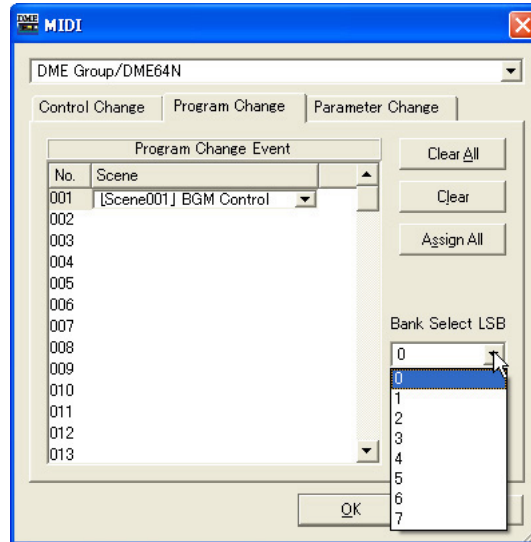 MIDI
DME Group/DME64N
Control Change Program Change Parameter Change
Program Change Event
No. Scene
001 [Scene001] BGM Control
002
003
004
005
006
007
008
009
010
011
012
013
Clear All
Clear
Assign All
Bank Select LSB
0
0
1
2
3
4
5
6
7
OK